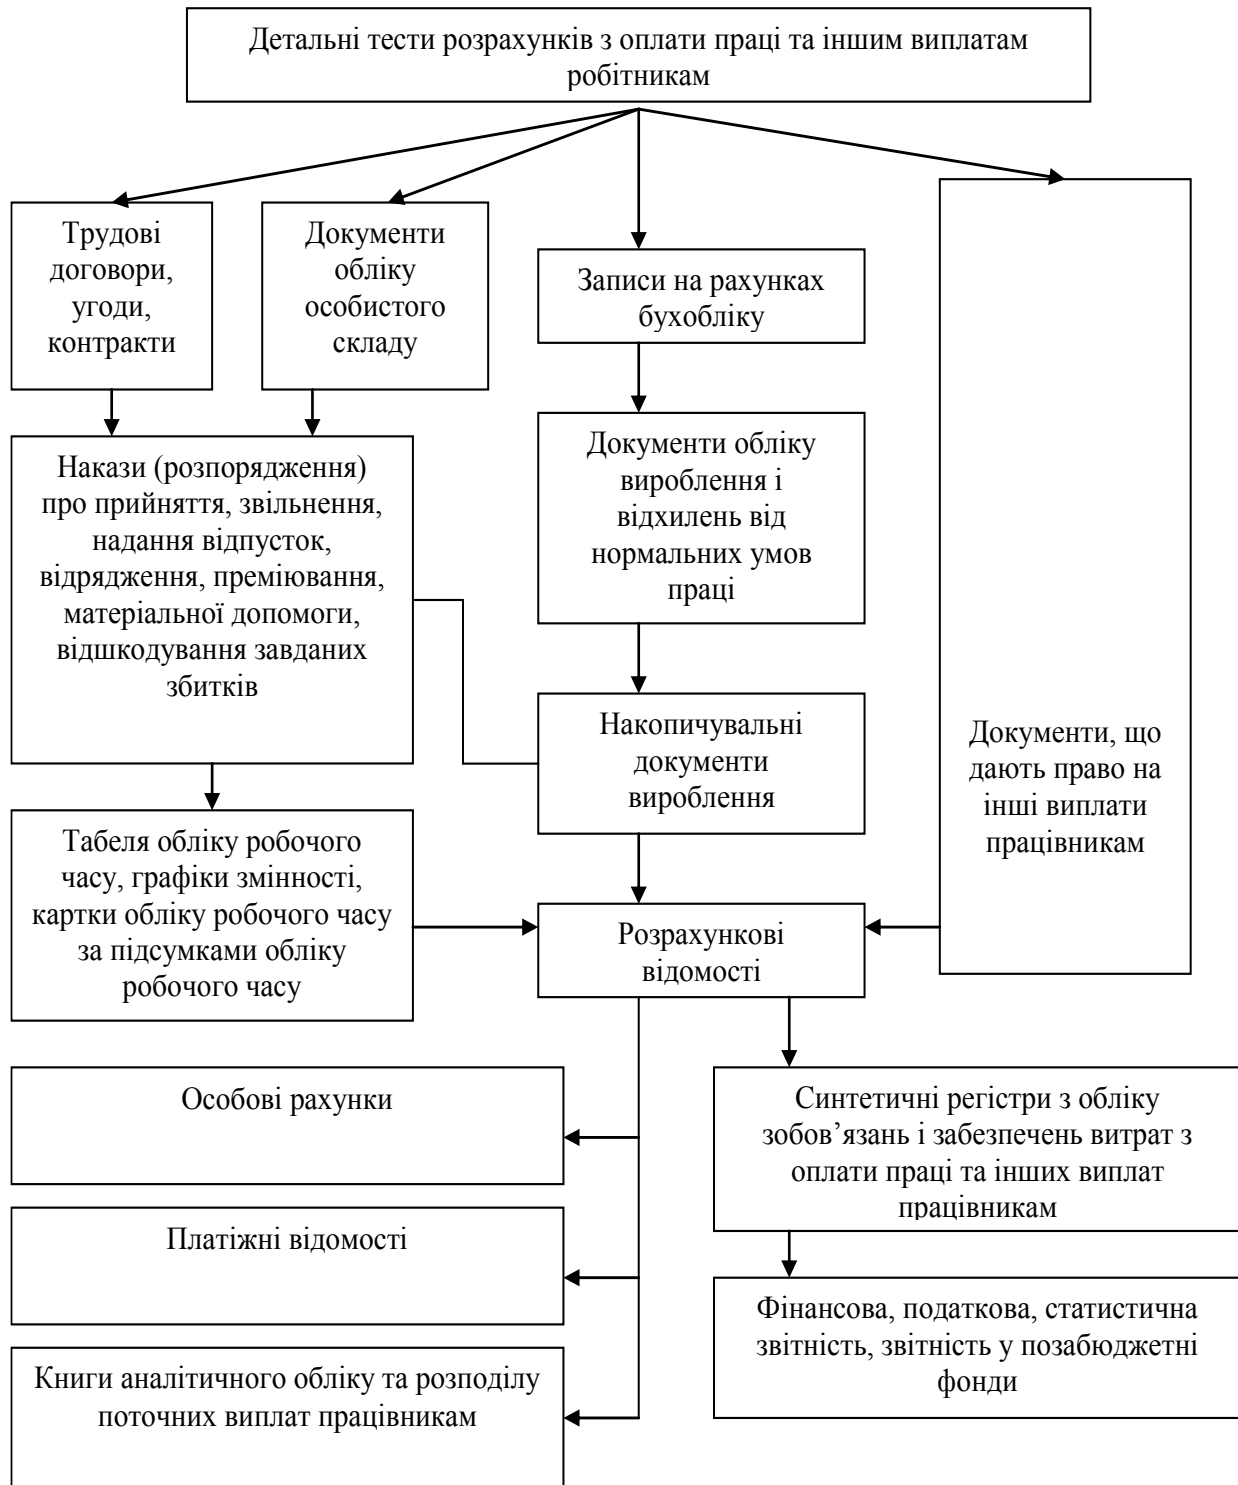 Детальні тести розрахунків з оплати праці та іншим виплатам
робітникам
Трудові
договори,
угоди,
контракти
Документи
обліку
особистого
складу
Записи на рахунках
бухобліку
Документи обліку
вироблення і
відхилень від
нормальних умов
праці
Накази (розпорядження)
про прийняття, звільнення,
надання відпусток,
відрядження, преміювання,
матеріальної допомоги,
відшкодування завданих
збитків
Накопичувальні
документи
вироблення
Документи, що
дають право на
інші виплати
працівникам
Табеля обліку робочого
часу, графіки змінності,
картки обліку робочого часу
за підсумками обліку
робочого часу
Розрахункові
відомості
Особові рахунки
Синтетичні регістри з обліку
зобов’язань і забезпечень витрат з
оплати праці та інших виплат
працівникам
Платіжні відомості
Фінансова, податкова, статистична
звітність, звітність у позабюджетні
фонди
Книги аналітичного обліку та розподілу
поточних виплат працівникам